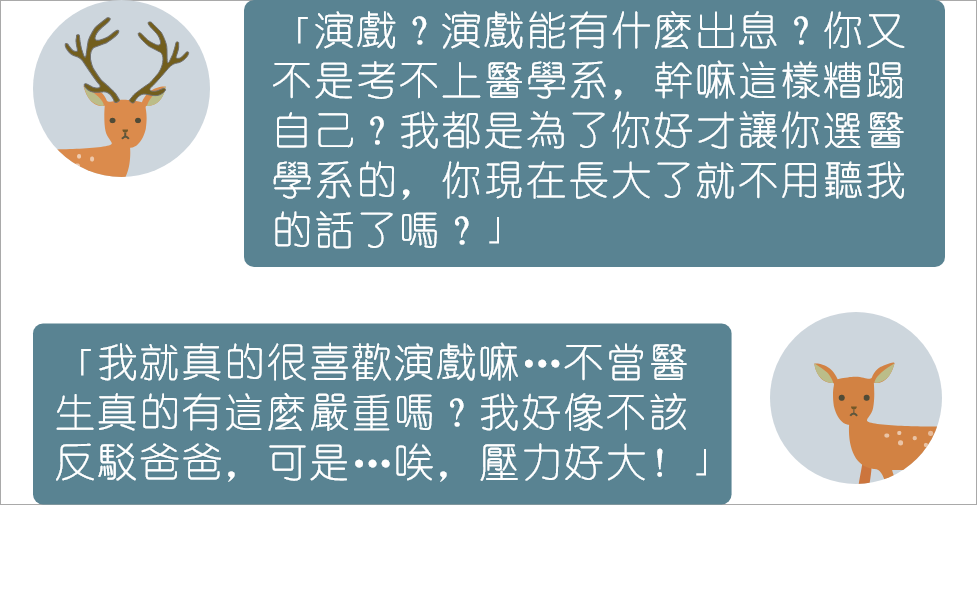 「演戲？演戲能有什麼出息？你又
不是考不上醫學系，幹嘛這樣糟蹋
自己？我都是為了你好才讓你選醫
學系的，你現在長大了就不用聽我
的話了嗎？」
「我就真的很喜歡演戲嘛…不當醫
生真的有這麼嚴重嗎？我好像不該
反駁爸爸，可是…唉，壓力好大！」